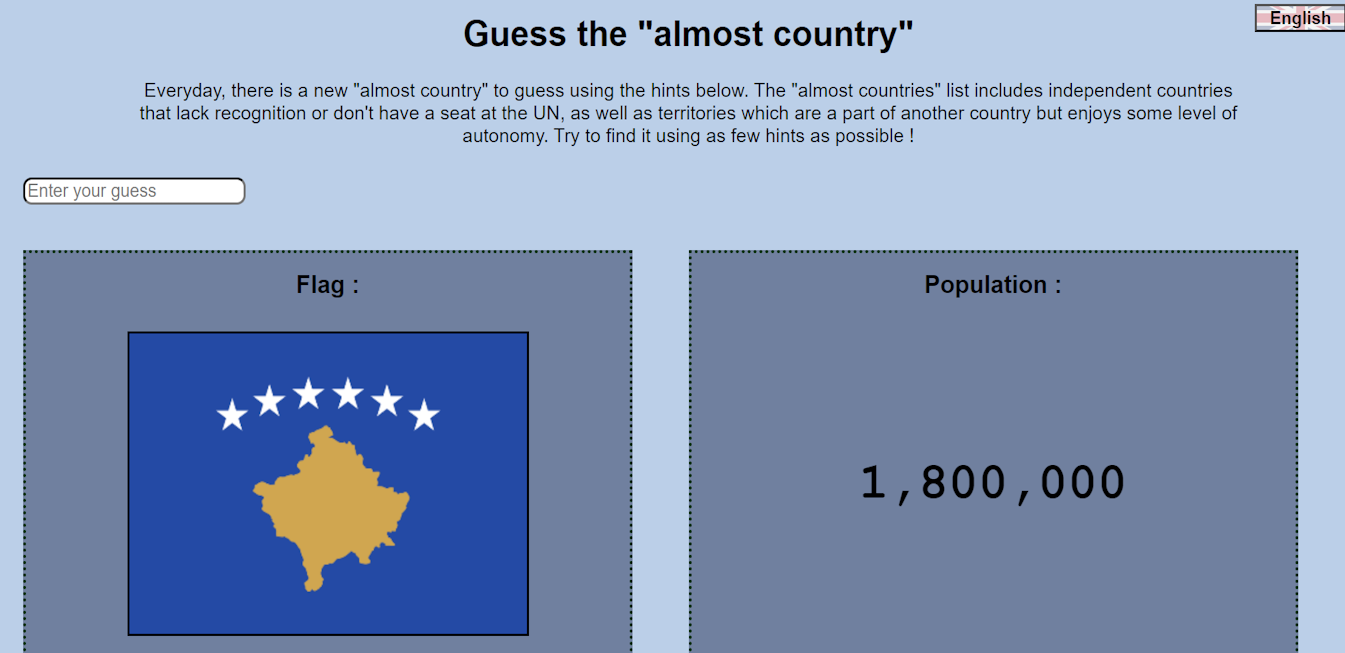 English
Guess the "almost country"
Everyday, there is a new "almost country" to guess using the hints below. The "almost countries" list includes independent countries
that lack recognition or don't have a seat at the UN, as well as territories which are a part of another country but enjoys some level of
autonomy. Try to find it using as few hints as possible !
Enter your guess
Flag :
Population :
1,800,000